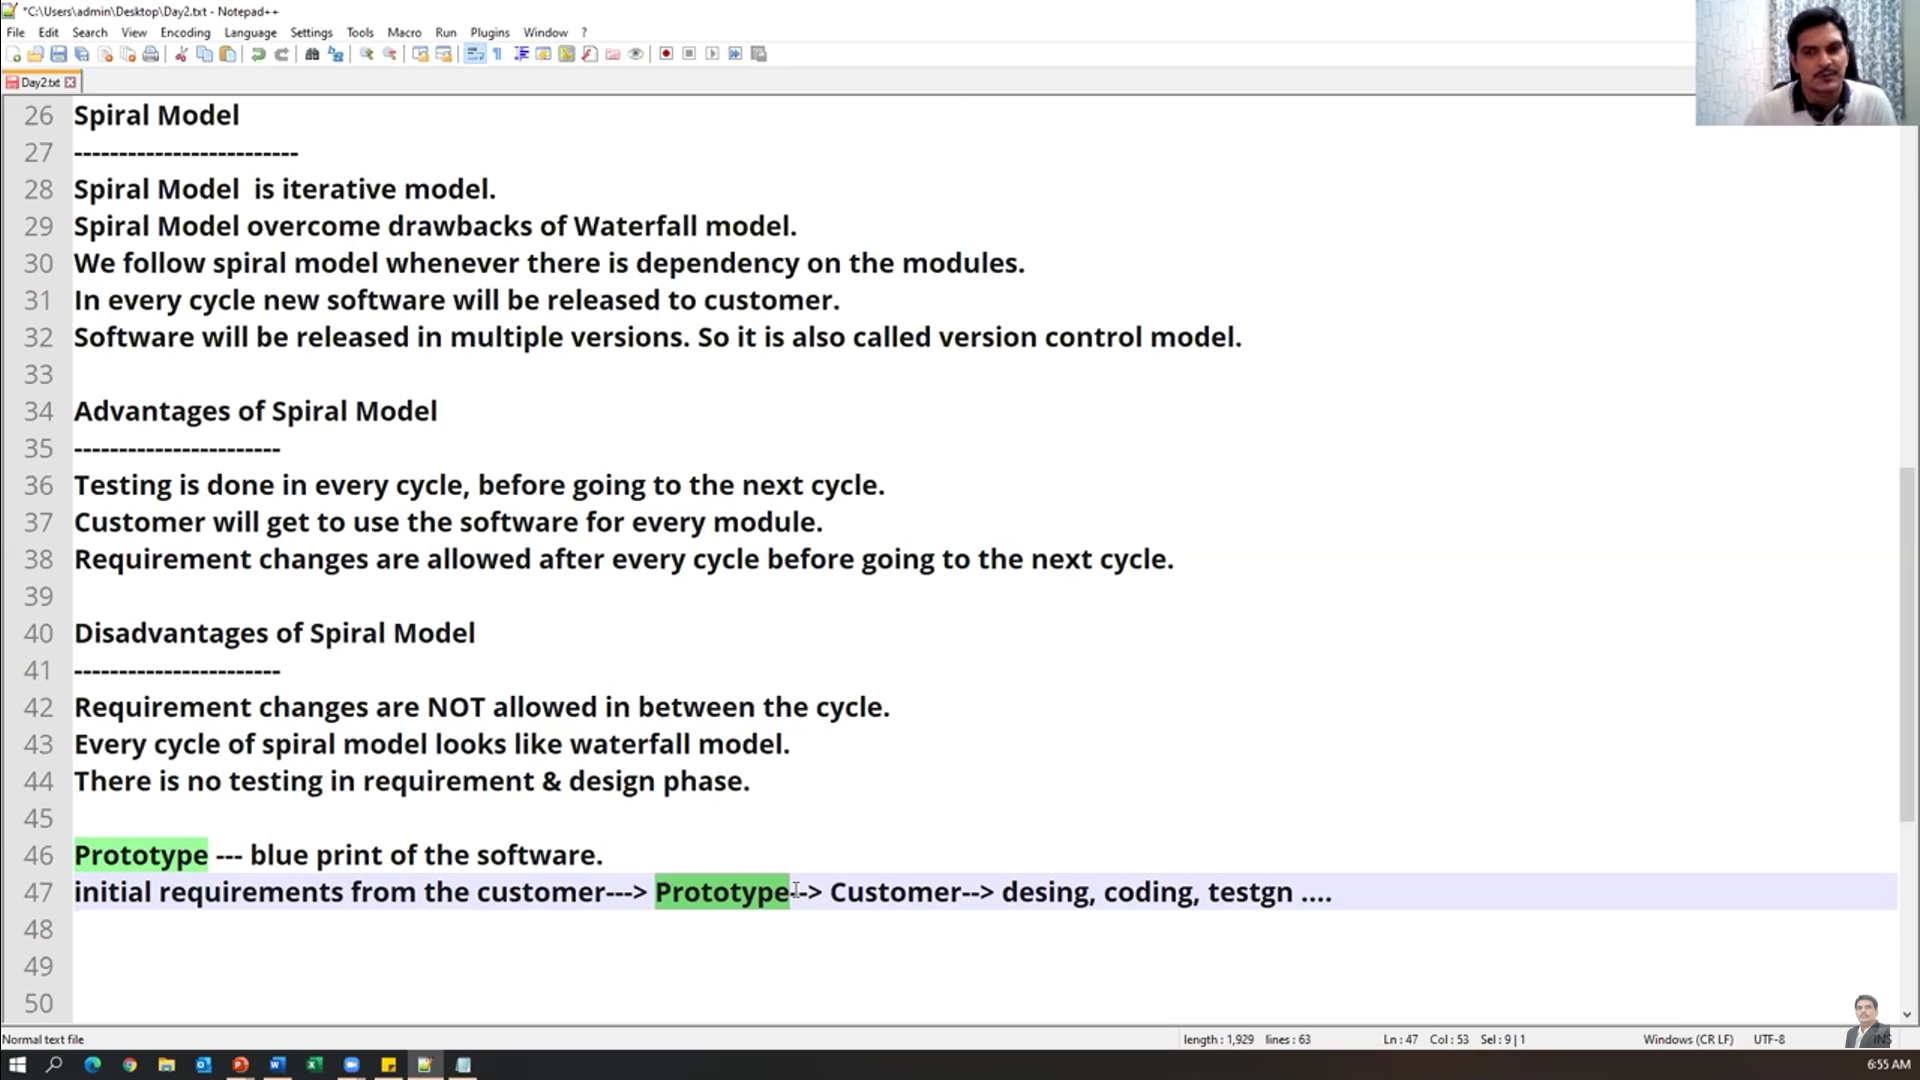 *C:\Users\admin\Desktop\Day2.txt - Notepad++
File Edit Search View Encoding Language Settings Tools Macro Run Plugins Window ?
Day2.txt
26 Spiral Model
27 -------------------------
28 Spiral Model  is iterative model.
29 Spiral Model overcome drawbacks of Waterfall model.
30 We follow spiral model whenever there is dependency on the modules.
31 In every cycle new software will be released to customer.
32 Software will be released in multiple versions. So it is also called version control model.
33
34 Advantages of Spiral Model
35 -----------------------
36 Testing is done in every cycle, before going to the next cycle.
37 Customer will get to use the software for every module.
38 Requirement changes are allowed after every cycle before going to the next cycle.
39
40 Disadvantages of Spiral Model
41 -----------------------
42 Requirement changes are NOT allowed in between the cycle.
43 Every cycle of spiral model looks like waterfall model.
44 There is no testing in requirement & design phase.
45
46 Prototype --- blue print of the software.
47 initial requirements from the customer---> Prototype--> Customer--> desing, coding, testgn ....
48
49
50
Normal text file length : 1,929 lines : 63 Ln : 47 Col : 53 Sel : 9 | 1 Windows (CR LF) UTF-8 INS
6:55 AM